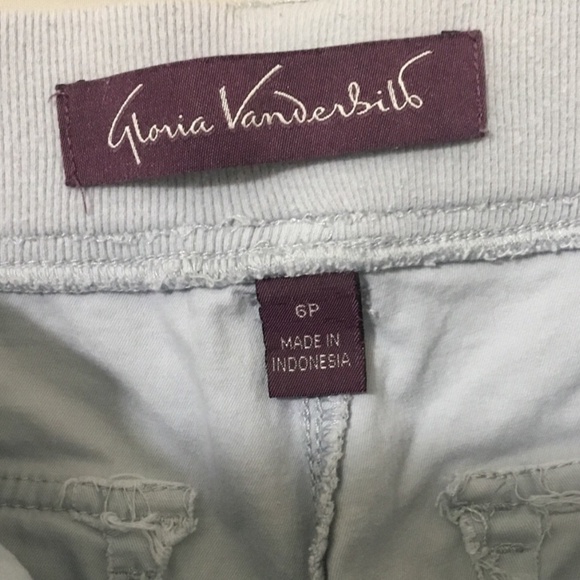 Gloria Vanderbilt
6P
MADE IN
INDONESIA